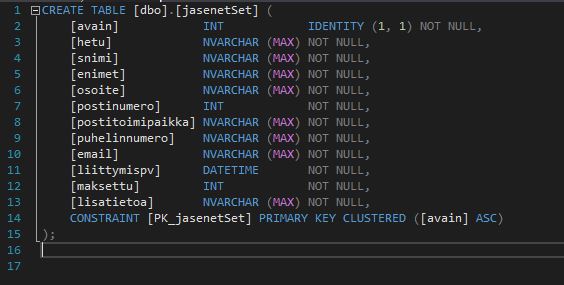 1 CREATE TABLE [dbo].[jasenetSet] (
2 [avain] INT IDENTITY (1, 1) NOT NULL,
3 [hetu] NVARCHAR (MAX) NOT NULL,
4 [snimi] NVARCHAR (MAX) NOT NULL,
5 [enimet] NVARCHAR (MAX) NOT NULL,
6 [osoite] NVARCHAR (MAX) NOT NULL,
7 [postinumero] INT NOT NULL,
8 [postitoimipaikka] NVARCHAR (MAX) NOT NULL,
9 [puhelinnumero] NVARCHAR (MAX) NOT NULL,
10 [email] NVARCHAR (MAX) NOT NULL,
11 [liittymispv] DATETIME NOT NULL,
12 [maksettu] INT NOT NULL,
13 [lisatietoa] NVARCHAR (MAX) NOT NULL,
14 CONSTRAINT [PK_jasenetSet] PRIMARY KEY CLUSTERED ([avain] ASC)
15 );
16
17